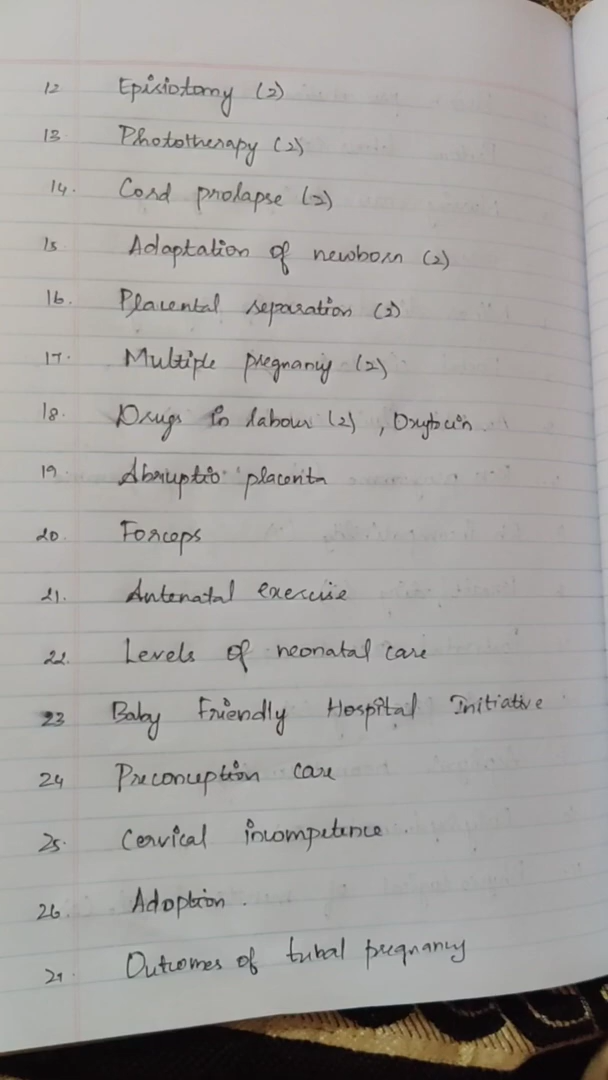 12 Episiotomy (2)
13 Phototherapy (2)
14. Cord prolapse (2)
15 Adaptation of newborn (2)
16. Placental separation (2)
17. Multiple pregnancy (2)
18. Drugs in labour (2), Oxytocin.
19 Abruptio placenta
20. Forceps
21. Antenatal exercise
22. Levels of neonatal care
23 Baby Friendly Hospital Initiative
24 Preconception care
25. Cervical incompetence.
26. Adoption.
27. Outcomes of tubal pregnancy